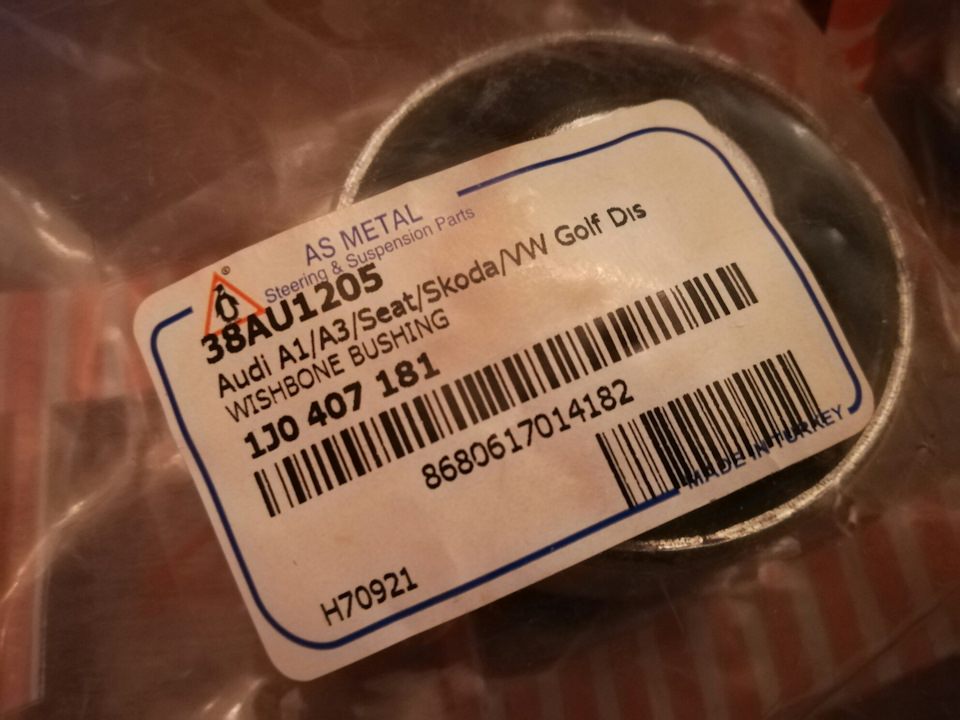 AS METAL
Steering & Suspension Parts
®
38AU1205
Audi A1/A3/Seat/Skoda/VW Golf Dıs
WISHBONE BUSHING
1J0 407 181
8680617014182
MADE IN TURKEY
H70921